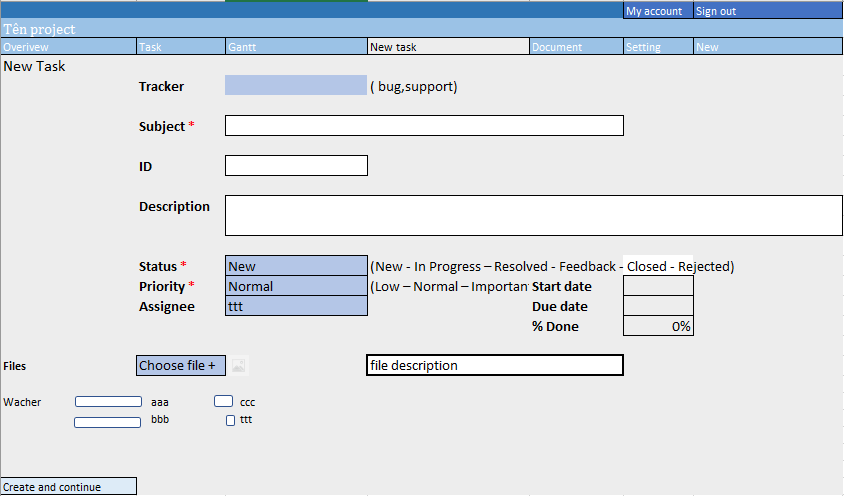 My account Sign out
Tên project
Overivew Task Gantt New task Document Setting New
New Task
Tracker ( bug,support)
Subject *
ID
Description
Status * New (New - In Progress – Resolved - Feedback - Closed - Rejected)
Priority * Normal (Low – Normal – Importan Start date
Assignee ttt Due date
% Done 0%
Files Choose file + file description
Wacher aaa ccc
bbb ttt
Create and continue